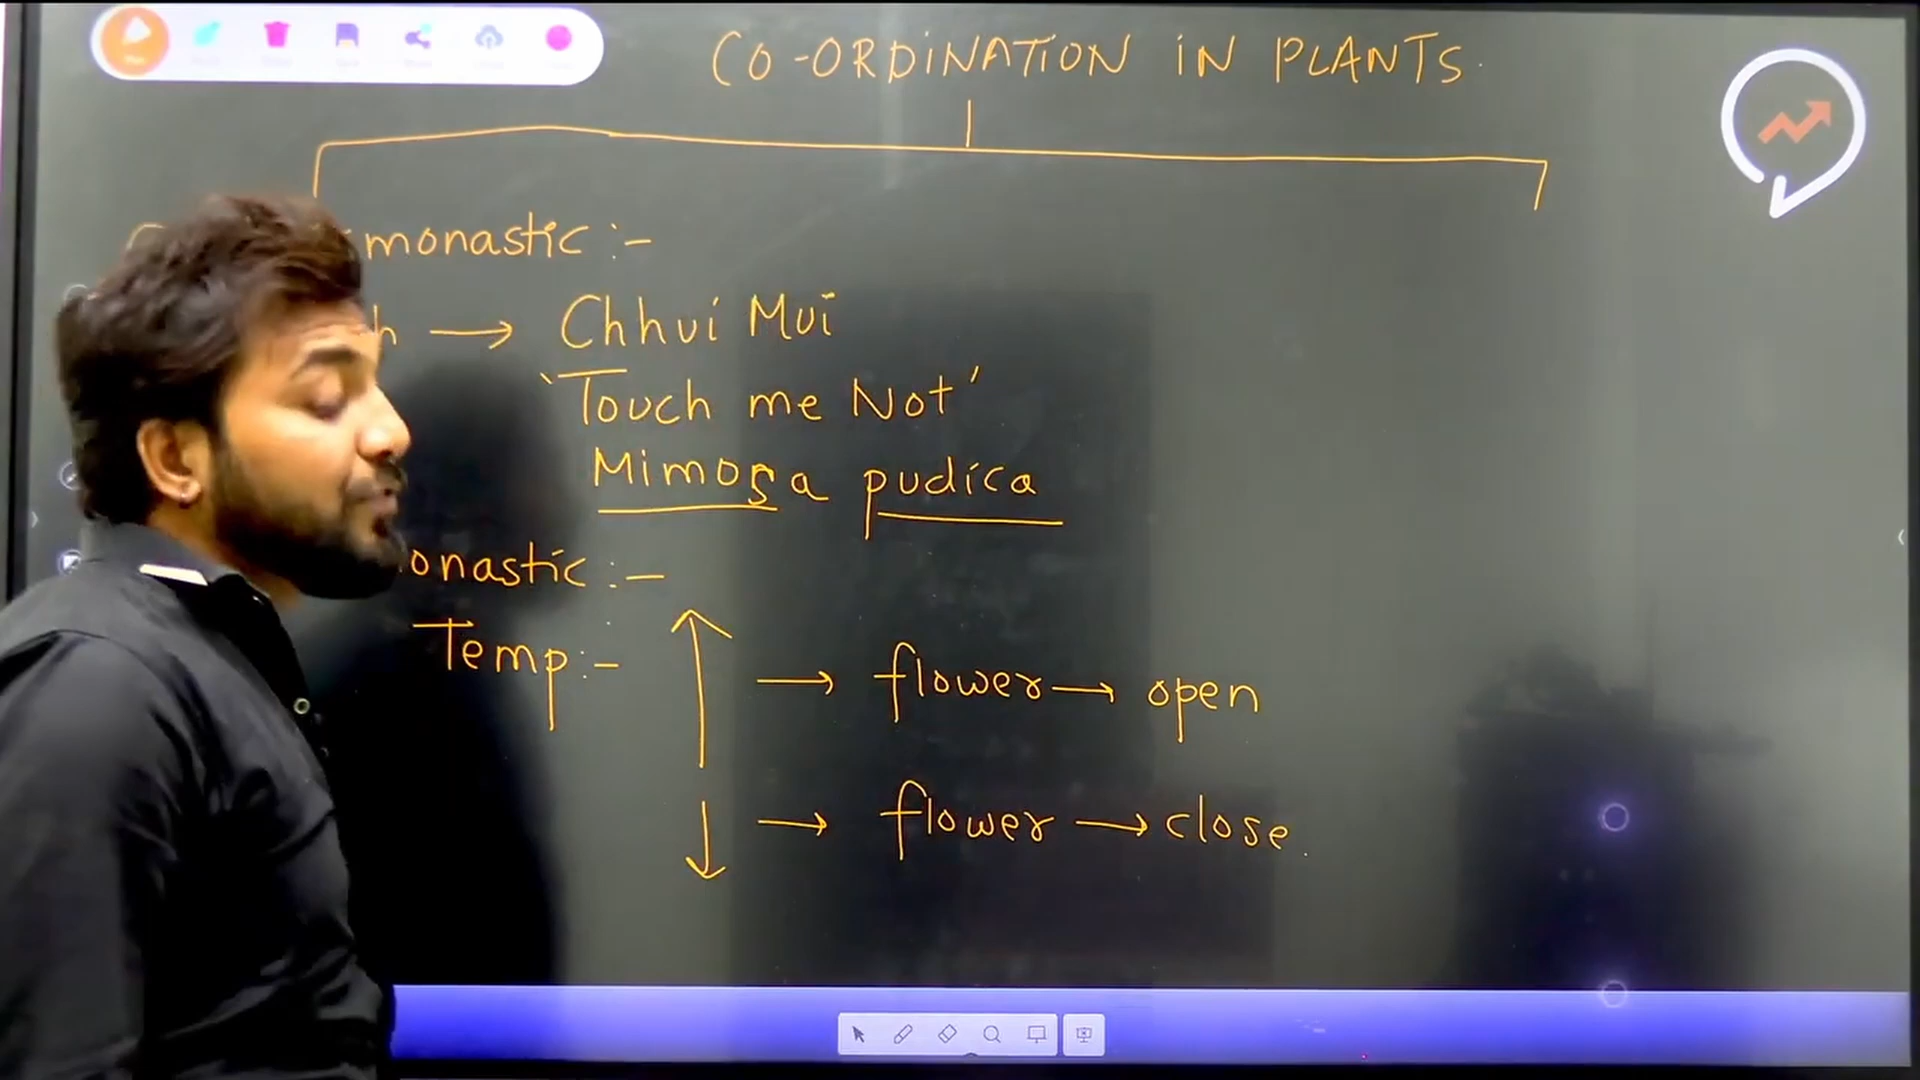 CO-ORDINATION IN PLANTS
monastic :-
h → Chhui Mui
'Touch me Not'
Mimosa pudica
onastic :-
Temp :- ↑ → flower → open
↓ → flower → close.